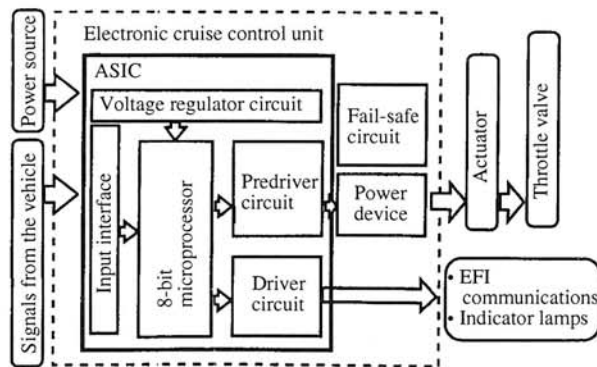 Electronic cruise control unit
Power source
Signals from the vehicle
ASIC
Voltage regulator circuit
Input interface
8-bit
microprocessor
Predriver
circuit
Driver
circuit
Fail-safe
circuit
Power
device
Actuator
Throttle valve
• EFI
communications
• Indicator lamps